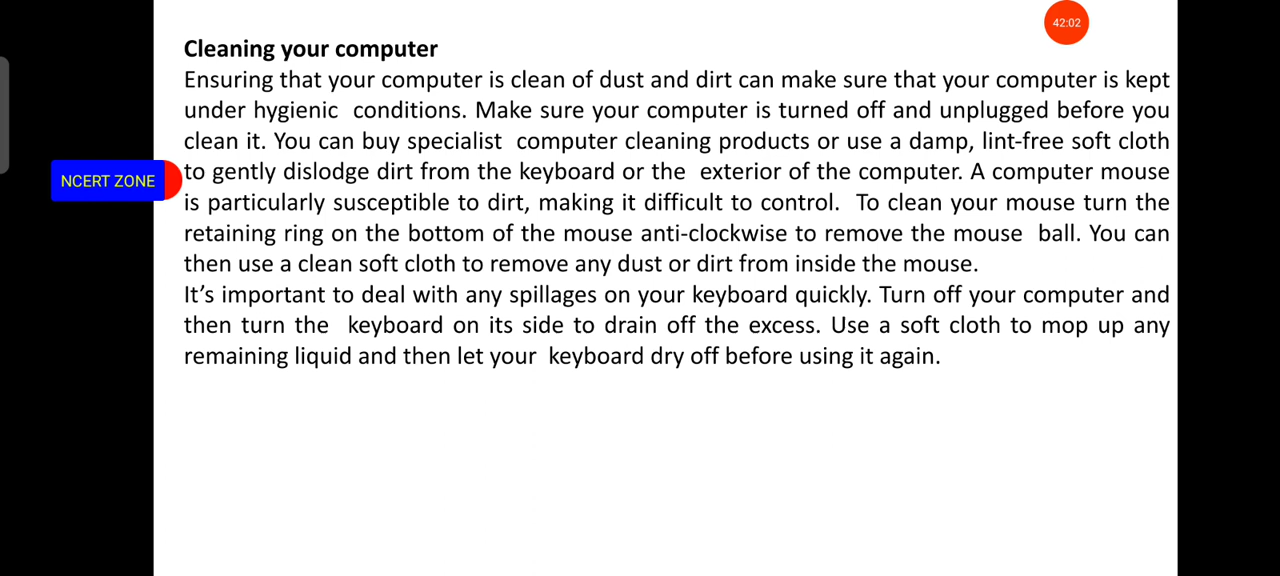 42:02
Cleaning your computer
Ensuring that your computer is clean of dust and dirt can make sure that your computer is kept
under hygienic conditions. Make sure your computer is turned off and unplugged before you
clean it. You can buy specialist computer cleaning products or use a damp, lint-free soft cloth
NCERT ZONE
to gently dislodge dirt from the keyboard or the exterior of the computer. A computer mouse
is particularly susceptible to dirt, making it difficult to control. To clean your mouse turn the
retaining ring on the bottom of the mouse anti-clockwise to remove the mouse ball. You can
then use a clean soft cloth to remove any dust or dirt from inside the mouse.
It’s important to deal with any spillages on your keyboard quickly. Turn off your computer and
then turn the keyboard on its side to drain off the excess. Use a soft cloth to mop up any
remaining liquid and then let your keyboard dry off before using it again.